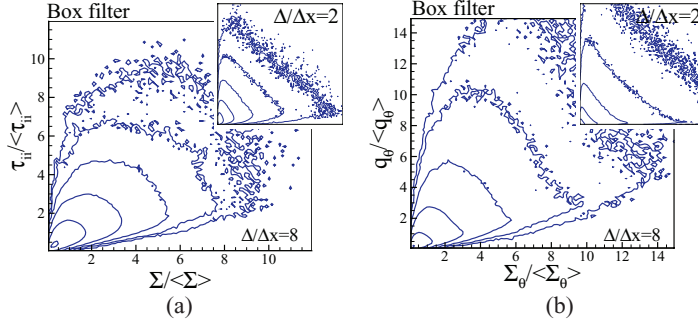 Box filter
Δ/Δx=2
10
8
6
4
2
τii/<τii>
Δ/Δx=8
2 4 6 8 10
Σ/<Σ>
(a)
Box filter
Δ/Δx=2
14
12
10
8
6
4
2
qθ/<qθ>
Δ/Δx=8
2 4 6 8 10 12 14
Σθ/<Σθ>
(b)